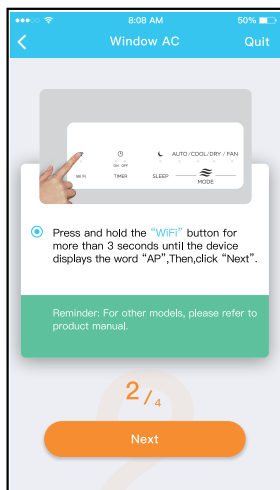 8:08 AM
50%
Window AC
Quit
AUTO/COOL/DRY / FAN
ON OFF
WiFi
TIMER
SLEEP
MODE
Press and hold the “WiFi” button for
more than 3 seconds until the device
displays the word “AP”,Then,click “Next”.
Reminder: For other models, please refer to
product manual.
2/4
Next